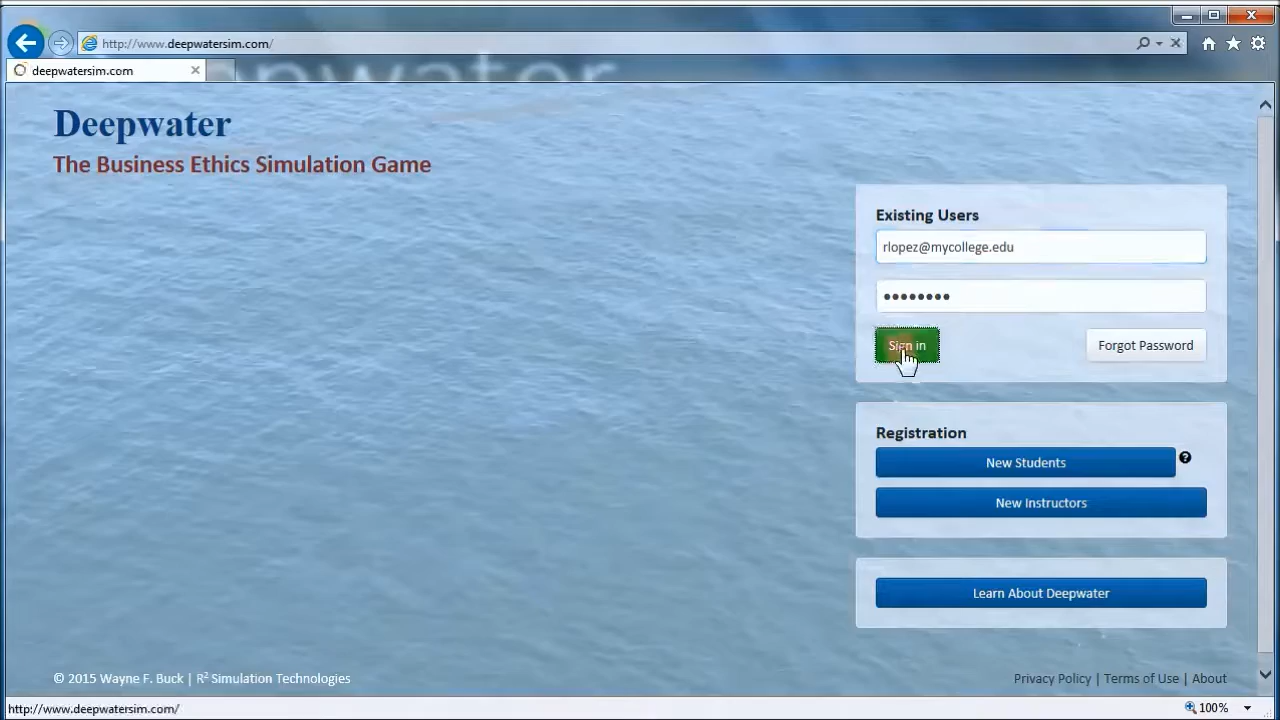 http://www.deepwatersim.com/
deepwatersim.com
Deepwater
The Business Ethics Simulation Game
Existing Users
rlopez@mycollege.edu
••••••••
Sign in
Forgot Password
Registration
New Students
New Instructors
Learn About Deepwater
© 2015 Wayne F. Buck | R² Simulation Technologies
Privacy Policy | Terms of Use | About
http://www.deepwatersim.com/
100%